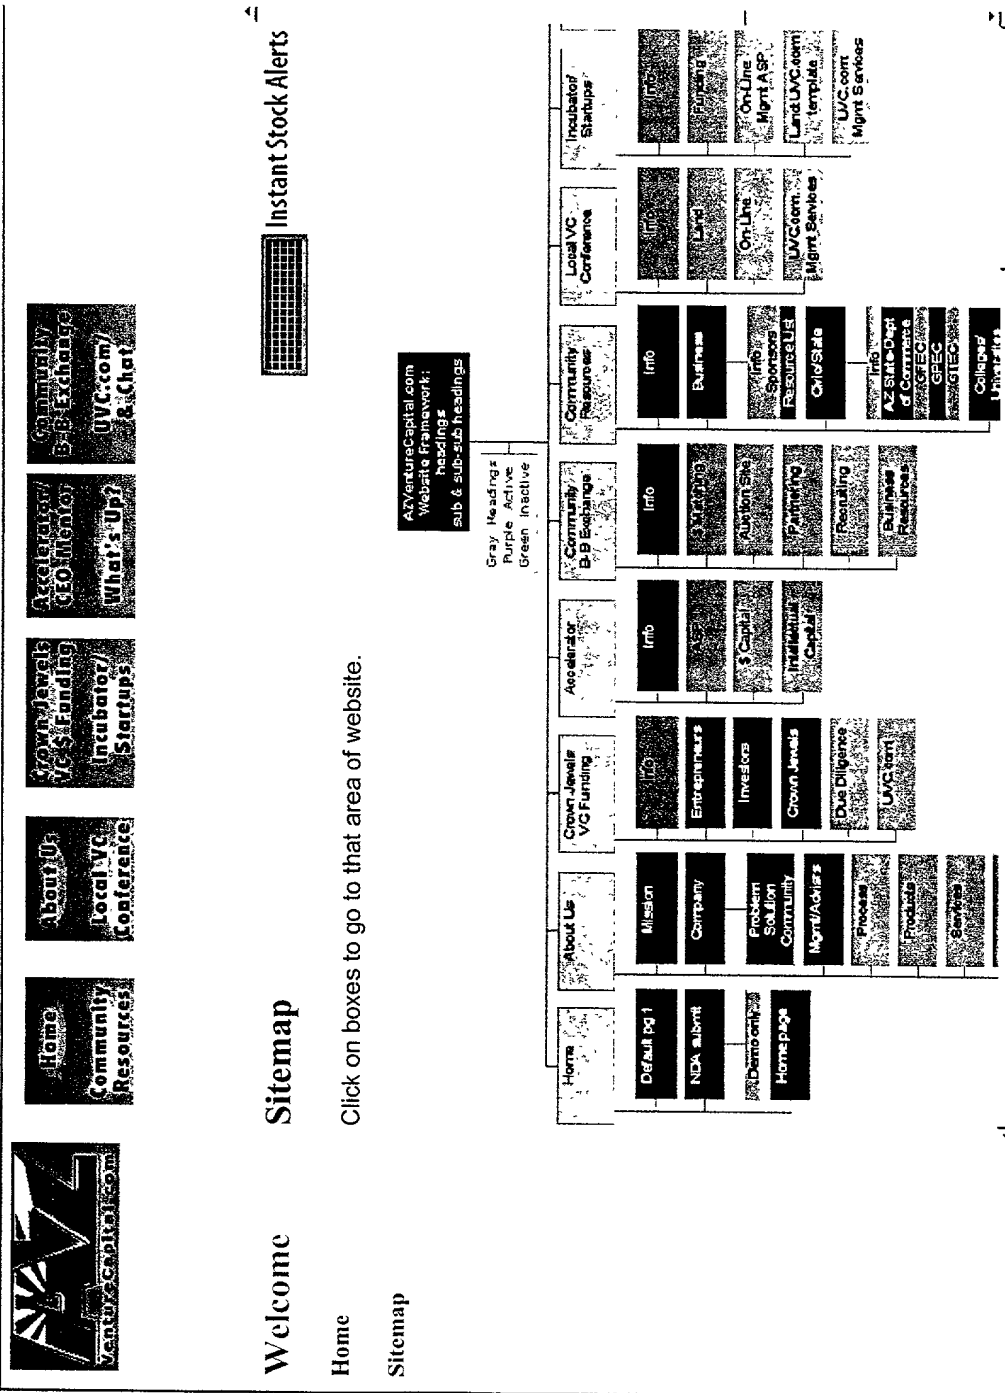 AZ
VentureCapital.com
Home
Community
Resources
About Us
Local VC
Conference
Crown Jewels
VC $ Funding
Incubator/
Startups
Accelerator/
CEO Mentor
What's Up?
Community
B-B Exchange
UVC.com/
& Chat
Welcome
Home
Sitemap
Sitemap
Instant Stock Alerts
Click on boxes to go to that area of website.
AZVentureCapital.com
Website Framework:
headings
sub & sub-sub headings
Gray Headings
Purple Active
Green Inactive
Home
Default pg 1
NDA submit
Demo only
Home page
About Us
Mission
Company
Problem
Solution
Community
Mgmt/Advisrs
Process
Products
Services
Crown Jewels
VC Funding
Info
Entrepreneurs
Investors
Crown Jewels
Due Diligence
UVC.com
Accelerator
Info
ASP
$ Capital
Intellectual
Capital
Community
B-B Exchange
Info
Matching
Auction Site
Partnering
Recruiting
Business
Resources
Community
Resources
Info
Business
Info
Sponsors
Resource List
Civic/State
Info
AZ State-Dept
of Commerce
GFEC
GPEC
GTEC
Colleges/
Universities
Local VC
Conference
Info
Land
On-Line
UVC.com
Mgmt Services
Incubator/
Startups
Info
Funding
On-Line
Mgmt ASP
Land UVC.com
template
UVC.com
Mgmt Services